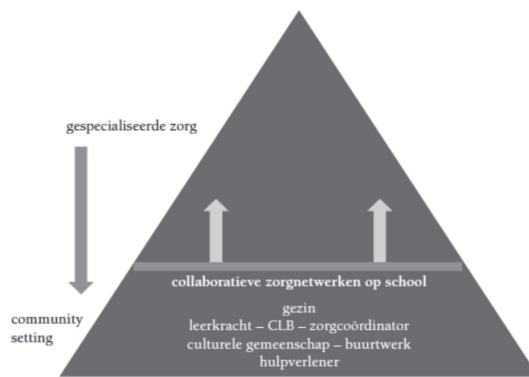 gespecialiseerde zorg
collaboratieve zorgnetwerken op school
community
setting
gezin
leerkracht – CLB – zorgcoördinator
culturele gemeenschap – buurtwerk
hulpverlener